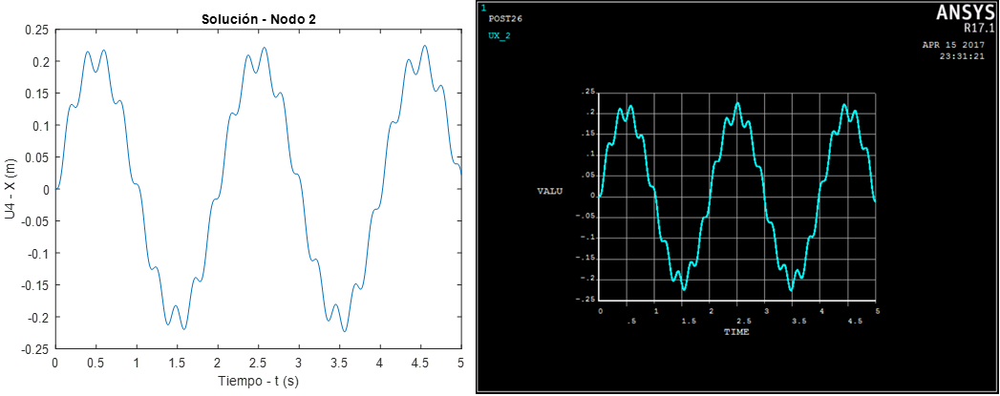 Solución - Nodo 2
0.25
0.2
0.15
0.1
0.05
0
-0.05
-0.1
-0.15
-0.2
-0.25
U4 - X (m)
0 0.5 1 1.5 2 2.5 3 3.5 4 4.5 5
Tiempo - t (s)
1
POST26
UX_2
ANSYS
R17.1
APR 15 2017
23:31:21
.25
.2
.15
.1
.05
0
-.05
-.1
-.15
-.2
-.25
VALU
0 1 2 3 4 5
.5 1.5 2.5 3.5 4.5
TIME